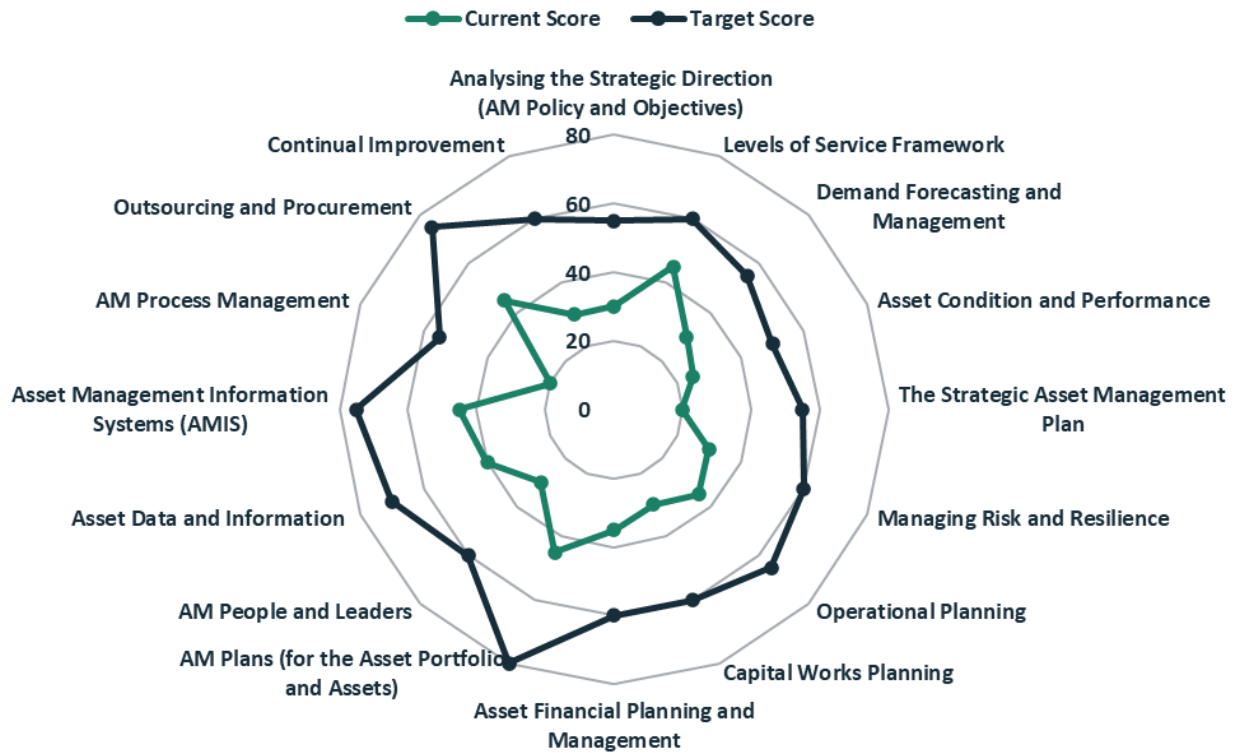 Current Score
Target Score
Analysing the Strategic Direction
(AM Policy and Objectives)
80
Continual Improvement
Levels of Service Framework
Outsourcing and Procurement
Demand Forecasting and
Management
60
40
AM Process Management
Asset Condition and Performance
20
Asset Management Information
Systems (AMIS)
0
The Strategic Asset Management
Plan
Asset Data and Information
Managing Risk and Resilience
AM People and Leaders
Operational Planning
AM Plans (for the Asset Portfolio
and Assets)
Capital Works Planning
Asset Financial Planning and
Management